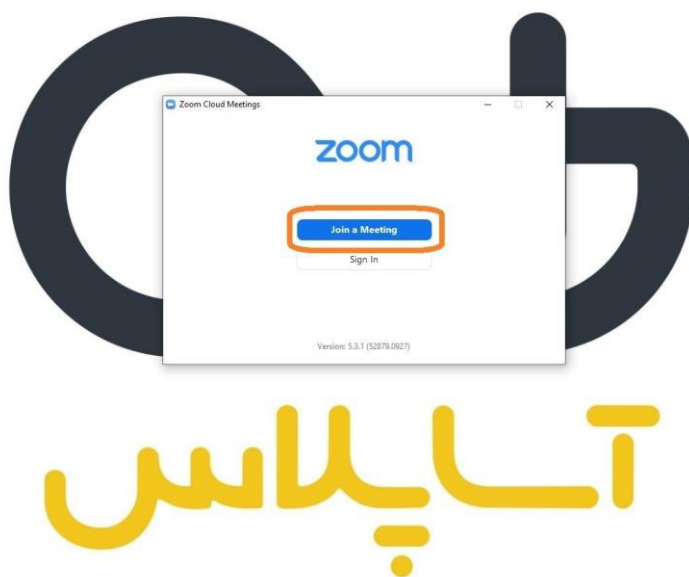 Zoom Cloud Meetings
zoom
Join a Meeting
Sign In
Version: 5.3.1 (52879.0927)
آساپلاس